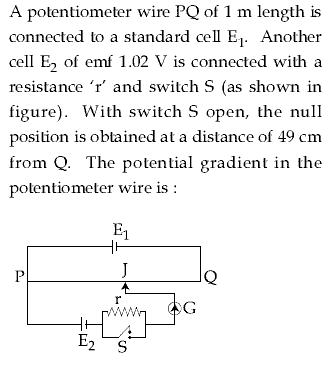 A potentiometer wire PQ of 1 m length is
connected to a standard cell E₁. Another
cell E₂ of emf 1.02 V is connected with a
resistance ‘r’ and switch S (as shown in
figure). With switch S open, the null
position is obtained at a distance of 49 cm
from Q. The potential gradient in the
potentiometer wire is :
E₁
P
J
Q
r
G
E₂
S